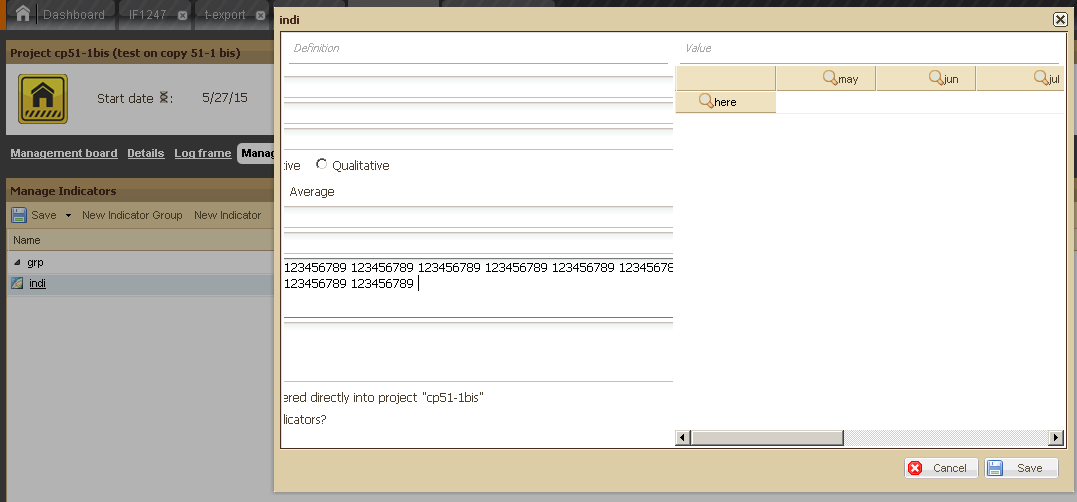 Dashboard
IF1247
t-export
Project cp51-1bis (test on copy 51-1 bis)
Start date
:
5/27/15
Management board
Details
Log frame
Manag
Manage Indicators
Save
New Indicator Group
New Indicator
Name
grp
indi
indi
Definition
Value
may
jun
jul
here
tive
Qualitative
Average
123456789 123456789 123456789 123456789 123456789 12345678
123456789 123456789
ered directly into project "cp51-1bis"
licators?
Cancel
Save